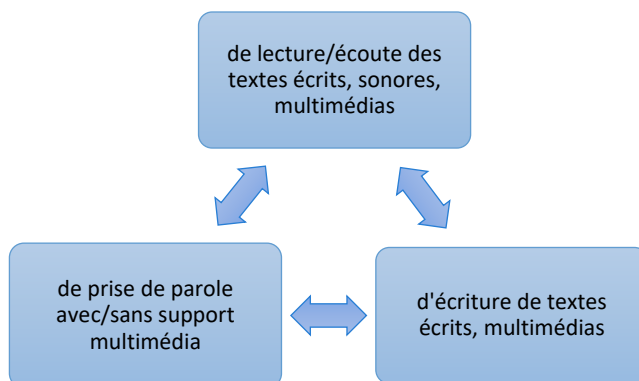 de lecture/écoute des
textes écrits, sonores,
multimédias
de prise de parole
avec/sans support
multimédia
d'écriture de textes
écrits, multimédias